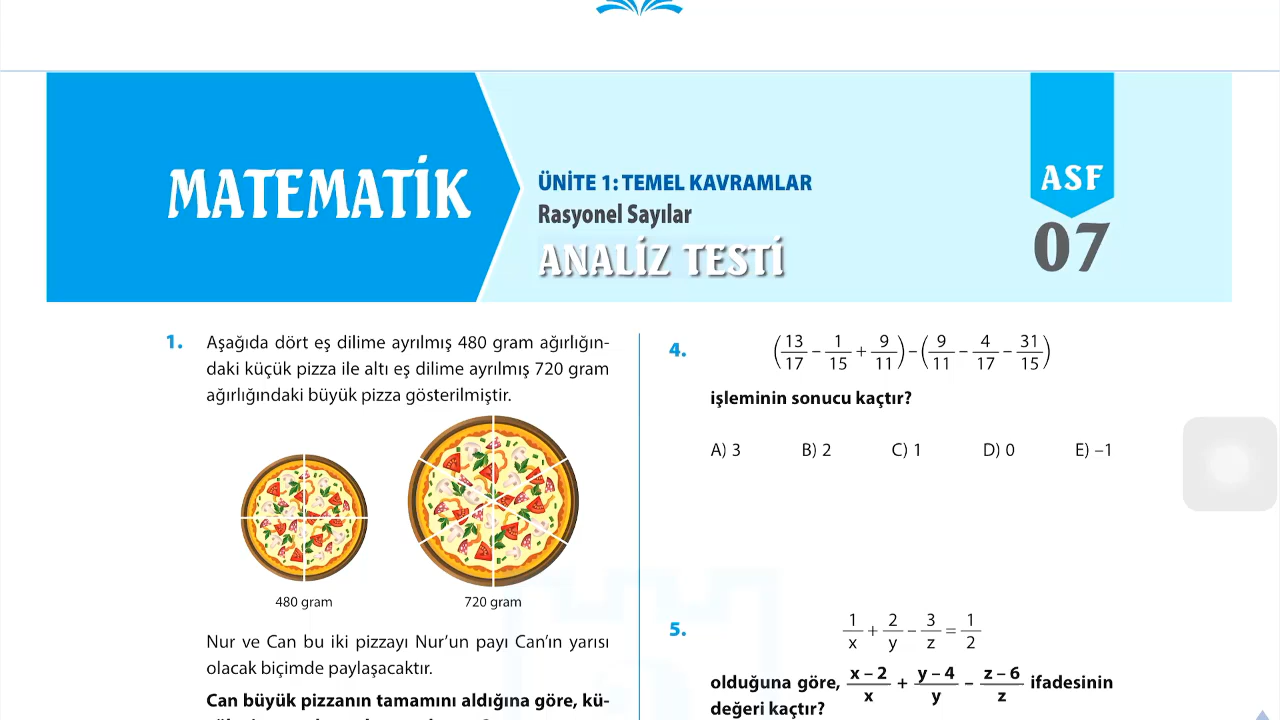 MATEMATİK
ÜNİTE 1: TEMEL KAVRAMLAR
Rasyonel Sayılar
ANALİZ TESTİ
ASF
07
1. Aşağıda dört eş dilime ayrılmış 480 gram ağırlığın-
daki küçük pizza ile altı eş dilime ayrılmış 720 gram
ağırlığındaki büyük pizza gösterilmiştir.
480 gram 720 gram
Nur ve Can bu iki pizzayı Nur'un payı Can'ın yarısı
olacak biçimde paylaşacaktır.
Can büyük pizzanın tamamını aldığına göre, kü-
4. (13/17 − 1/15 + 9/11) − (9/11 − 4/17 − 31/15)
işleminin sonucu kaçtır?
A) 3 B) 2 C) 1 D) 0 E) −1
5. 1/x + 2/y − 3/z = 1/2
olduğuna göre, x − 2/x + y − 4/y − z − 6/z ifadesinin
değeri kaçtır?